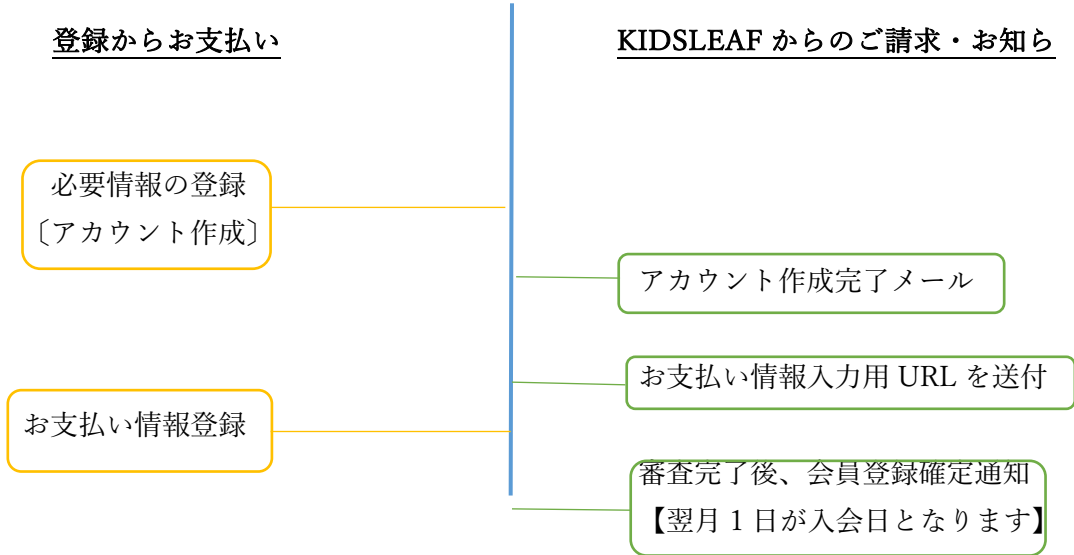 登録からお支払い
KIDSLEAF からのご請求・お知ら
必要情報の登録
〔アカウント作成〕
アカウント作成完了メール
お支払い情報入力用 URL を送付
お支払い情報登録
審査完了後、会員登録確定通知
【翌月 1 日が入会日となります】